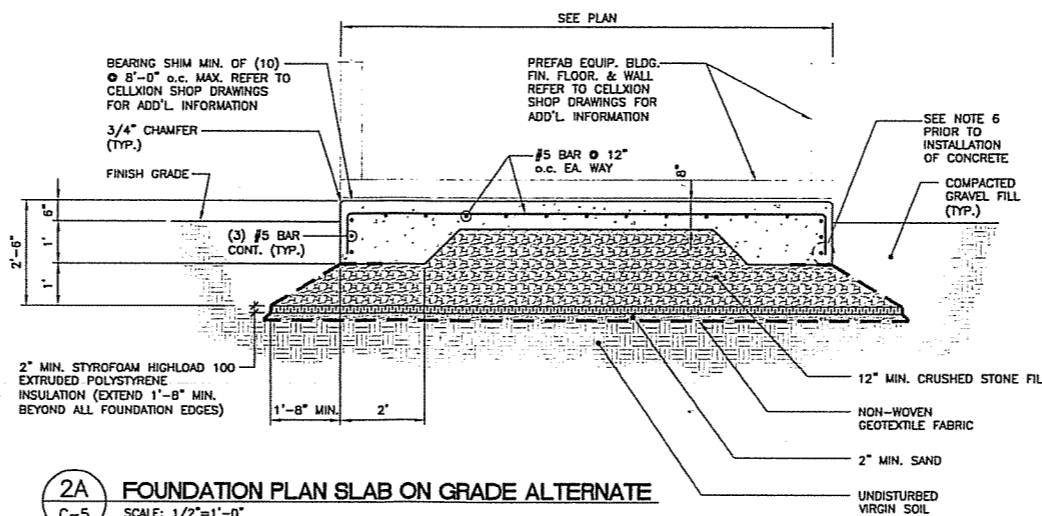 SEE PLAN
BEARING SHIM MIN. OF (10)
@ 8'-0" o.c. MAX. REFER TO
CELLXION SHOP DRAWINGS
FOR ADD'L INFORMATION
PREFAB EQUIP. BLDG.
FIN. FLOOR. & WALL
REFER TO CELLXION
SHOP DRAWINGS FOR
ADD'L INFORMATION
3/4" CHAMFER
(TYP.)
SEE NOTE 6
PRIOR TO
INSTALLATION
OF CONCRETE
#5 BAR @ 12"
o.c. EA. WAY
8"
FINISH GRADE
COMPACTED
GRAVEL FILL
(TYP.)
6"
1'
2'-6"
1'
(3) #5 BAR
CONT. (TYP.)
2" MIN. STYROFOAM HIGHLOAD 100
EXTRUDED POLYSTYRENE
INSULATION (EXTEND 1'-8" MIN.
BEYOND ALL FOUNDATION EDGES)
1'-8" MIN.
2'
12" MIN. CRUSHED STONE FIL
NON-WOVEN
GEOTEXTILE FABRIC
2" MIN. SAND
UNDISTURBED
VIRGIN SOIL
2A
C-5
FOUNDATION PLAN SLAB ON GRADE ALTERNATE
SCALE: 1/2"=1'-0"